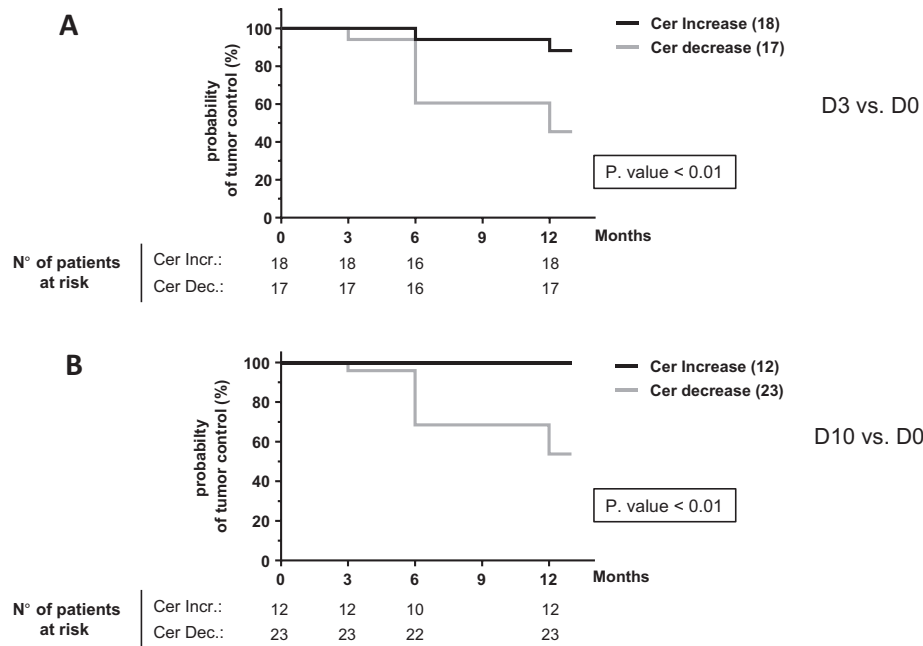 A
100
80
60
40
20
0
probability
of tumor control (%)
Cer Increase (18)
Cer decrease (17)
D3 vs. D0
P. value < 0.01
0 3 6 9 12 Months
N° of patients
at risk
Cer Incr.: 18 18 16 18
Cer Dec.: 17 17 16 17
B
100
80
60
40
20
0
probabilty
of tumor control (%)
Cer Increase (12)
Cer decrease (23)
D10 vs. D0
P. value < 0.01
0 3 6 9 12 Months
N° of patients
at risk
Cer Incr.: 12 12 10 12
Cer Dec.: 23 23 22 23